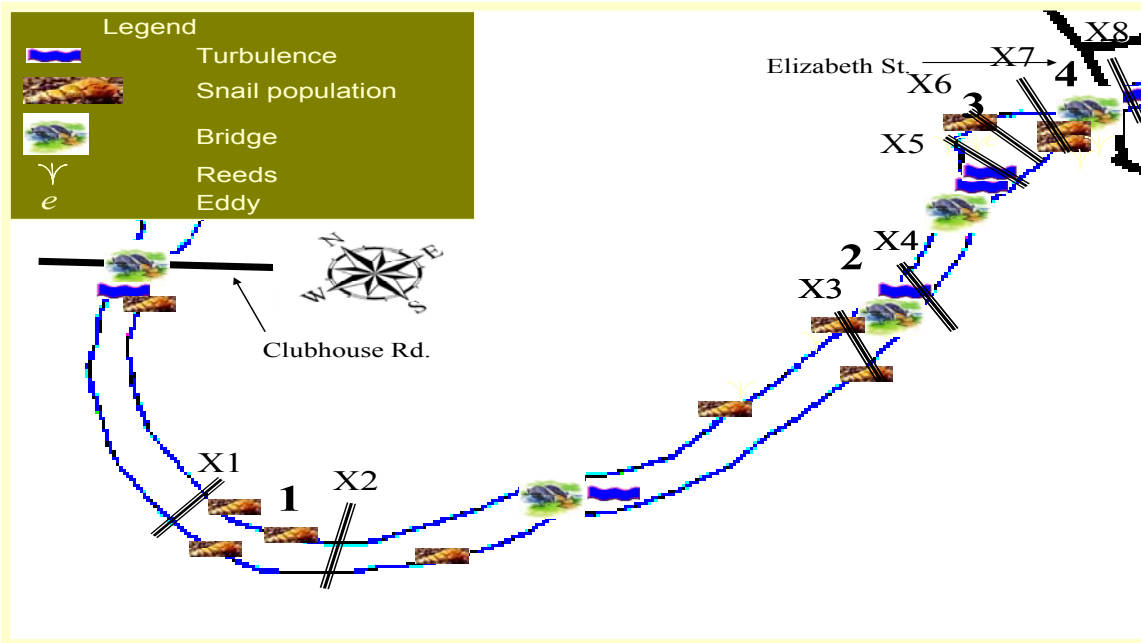 Legend
Turbulence
Snail population
Bridge
Reeds
e Eddy
X8
Elizabeth St.
X7
4
X6
3
X5
N
E
W
S
2
X4
X3
Clubhouse Rd.
X1
1
X2